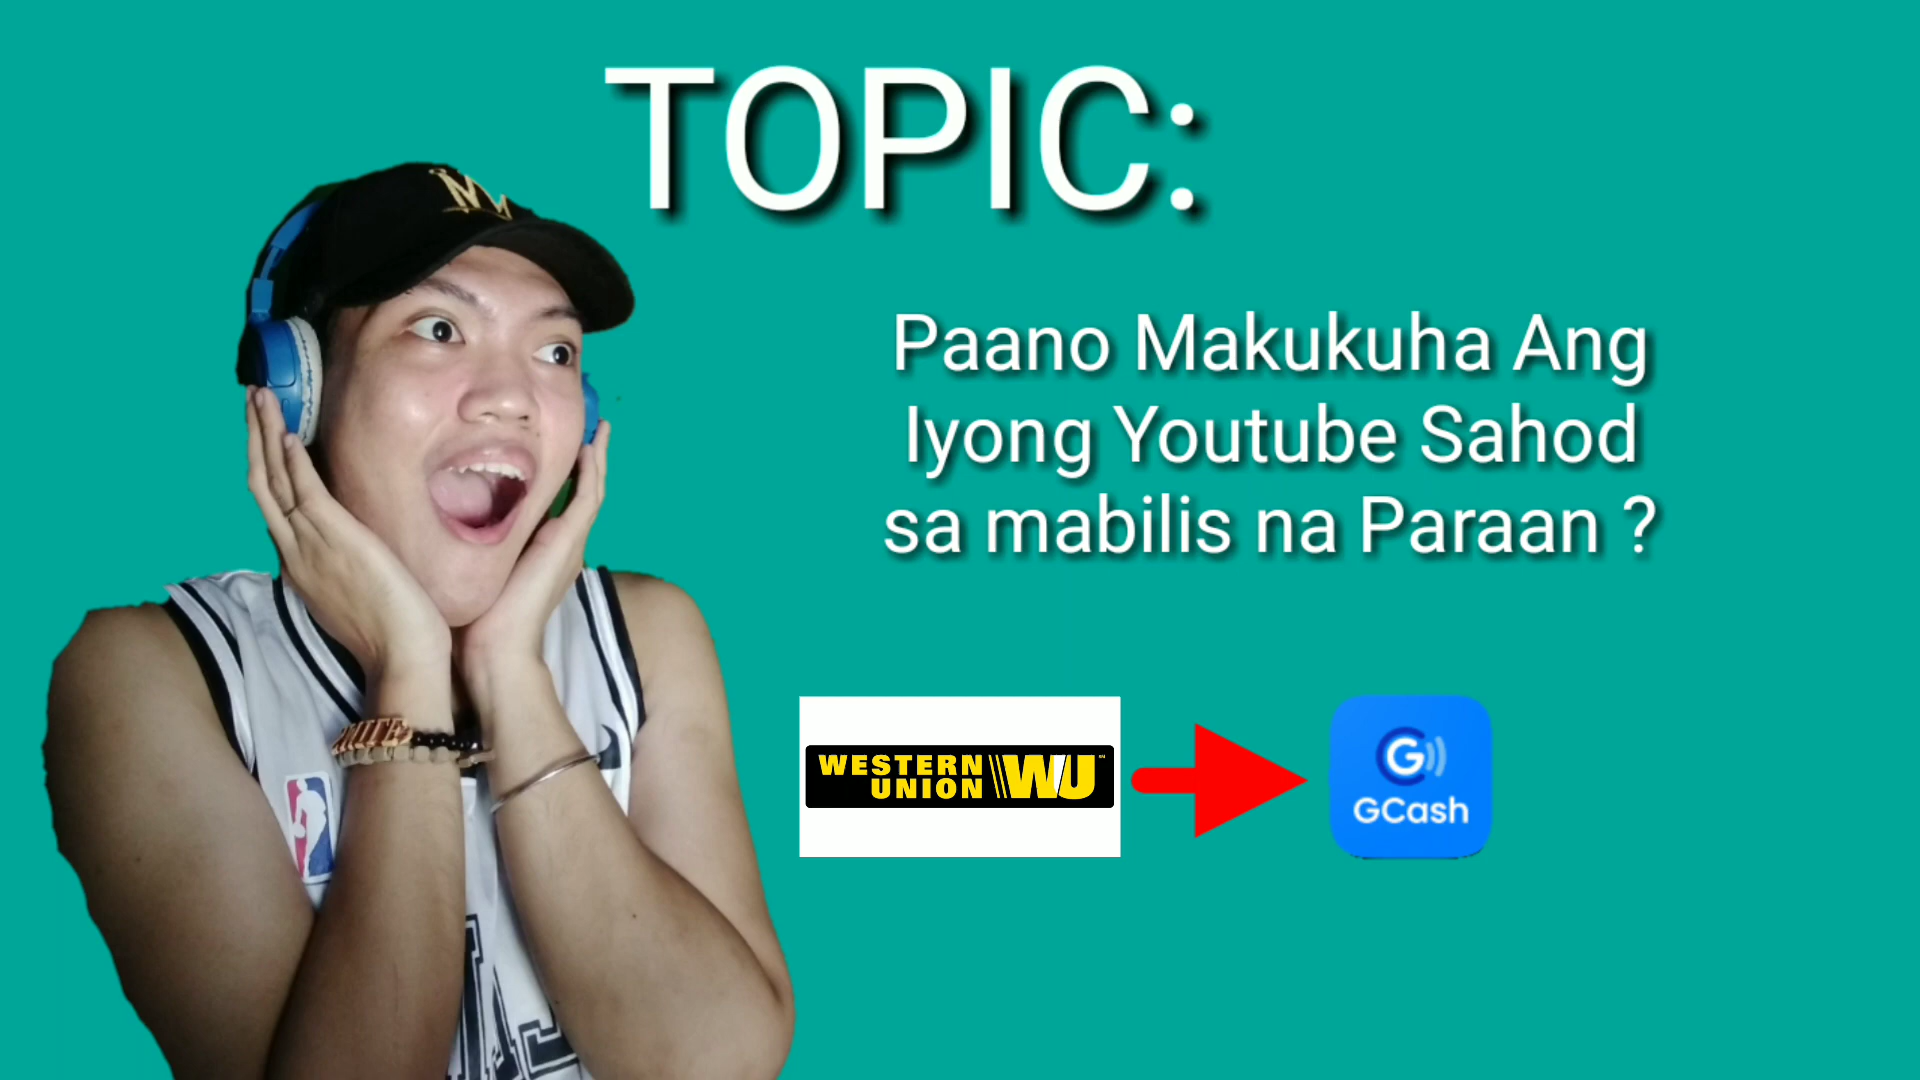 TOPIC:
Paano Makukuha Ang
Iyong Youtube Sahod
sa mabilis na Paraan ?
WESTERN
UNION
WU
G
GCash